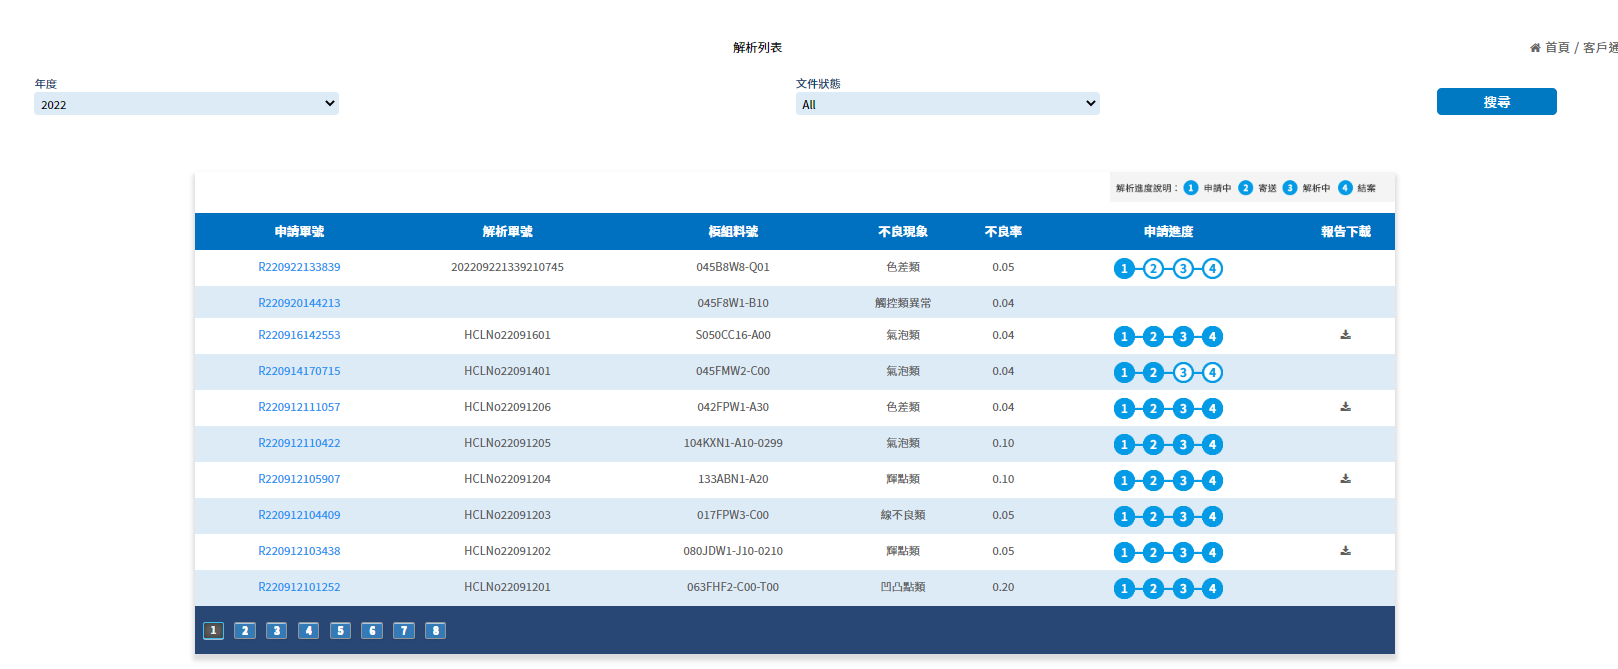 解析列表
首頁 / 客戶通
年度
文件狀態
2022
All
搜尋
解析進度說明： 1 申請中 2 寄送 3 解析中 4 結案
申請單號 解析單號 模組料號 不良現象 不良率 申請進度 報告下載
R220922133839 202209221339210745 045B8W8-Q01 色差類 0.05 1 2 3 4
R220920144213 045F8W1-B10 觸控類異常 0.04
R220916142553 HCLNo22091601 S050CC16-A00 氣泡類 0.04 1 2 3 4
R220914170715 HCLNo22091401 045FMW2-C00 氣泡類 0.04 1 2 3 4
R220912111057 HCLNo22091206 042FPW1-A30 色差類 0.04 1 2 3 4
R220912110422 HCLNo22091205 104KXN1-A10-0299 氣泡類 0.10 1 2 3 4
R220912105907 HCLNo22091204 133ABN1-A20 輝點類 0.10 1 2 3 4
R220912104409 HCLNo22091203 017FPW3-C00 線不良類 0.05 1 2 3 4
R220912103438 HCLNo22091202 080JDW1-J10-0210 輝點類 0.05 1 2 3 4
R220912101252 HCLNo22091201 063FHF2-C00-T00 凹凸點類 0.20 1 2 3 4
1 2 3 4 5 6 7 8